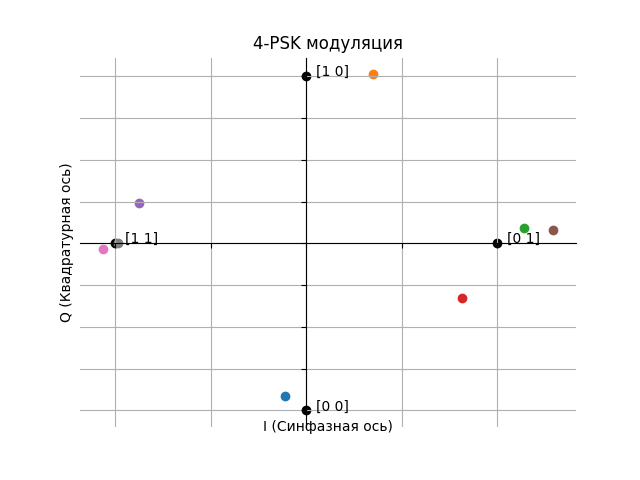 4-PSK модуляция
[1 0]
[1 1]
[0 1]
[0 0]
I (Синфазная ось)
Q (Квадратурная ось)